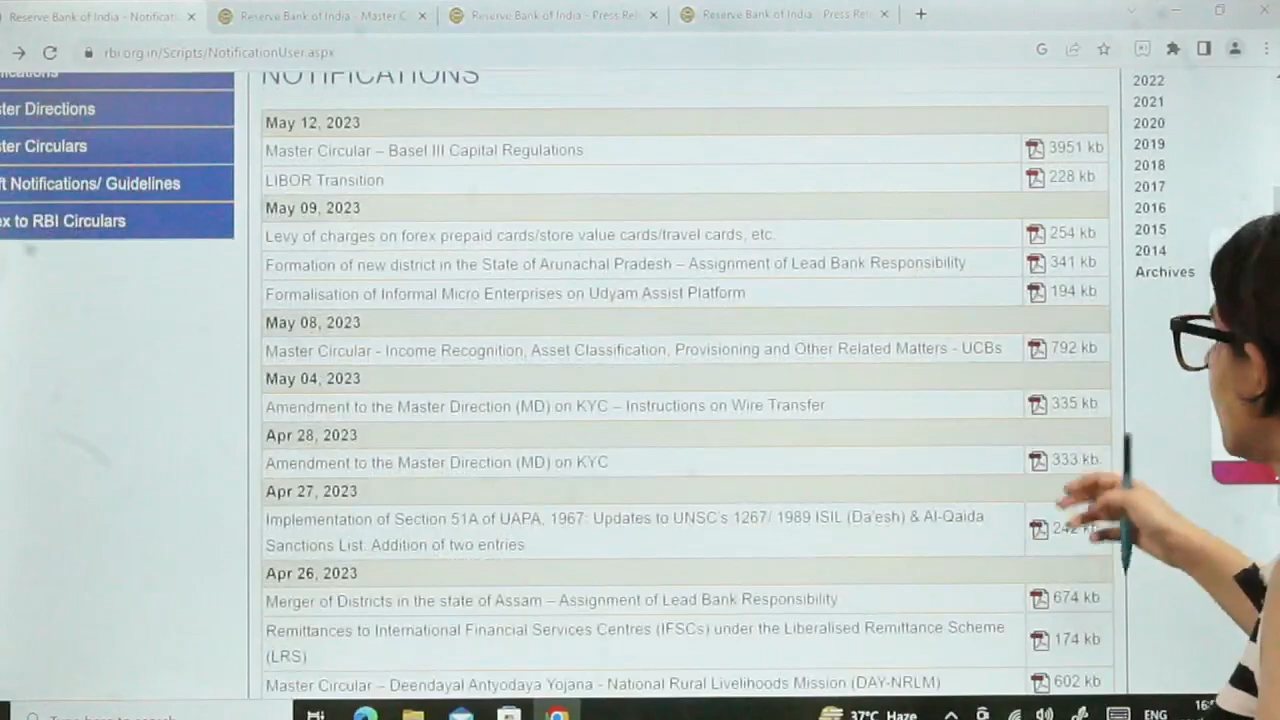 Reserve Bank of India - Notificati
Reserve Bank of India - Master C
Reserve Bank of India - Press Rel
Reserve Bank of India - Press Rel
rbi.org.in/Scripts/NotificationUser.aspx
NOTIFICATIONS
ter Directions
ter Circulars
ft Notifications/ Guidelines
ex to RBI Circulars
May 12, 2023
Master Circular – Basel III Capital Regulations 3951 kb
LIBOR Transition 228 kb
May 09, 2023
Levy of charges on forex prepaid cards/store value cards/travel cards, etc. 254 kb
Formation of new district in the State of Arunachal Pradesh – Assignment of Lead Bank Responsibility 341 kb
Formalisation of Informal Micro Enterprises on Udyam Assist Platform 194 kb
May 08, 2023
Master Circular - Income Recognition, Asset Classification, Provisioning and Other Related Matters - UCBs 792 kb
May 04, 2023
Amendment to the Master Direction (MD) on KYC – Instructions on Wire Transfer 335 kb
Apr 28, 2023
Amendment to the Master Direction (MD) on KYC 333 kb
Apr 27, 2023
Implementation of Section 51A of UAPA, 1967: Updates to UNSC's 1267/ 1989 ISIL (Da'esh) & Al-Qaida
Sanctions List: Addition of two entries 242 kb
Apr 26, 2023
Merger of Districts in the state of Assam – Assignment of Lead Bank Responsibility 674 kb
Remittances to International Financial Services Centres (IFSCs) under the Liberalised Remittance Scheme
(LRS) 174 kb
Master Circular – Deendayal Antyodaya Yojana - National Rural Livelihoods Mission (DAY-NRLM) 602 kb
2022
2021
2020
2019
2018
2017
2016
2015
2014
Archives
Type here to search
37°C Haze
ENG
16: